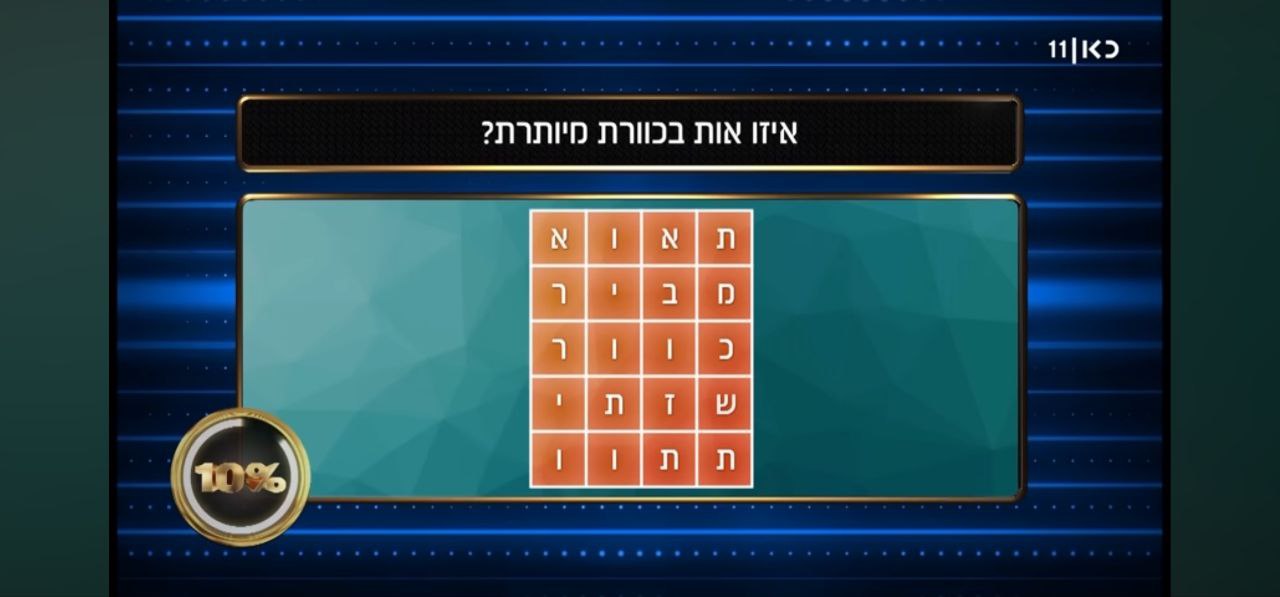 כאן|11
איזו אות בכוורת מיותרת?
ת א ו א
מ ב י ר
כ ו ו ר
ש ז ת י
ת ת ו ו
10%